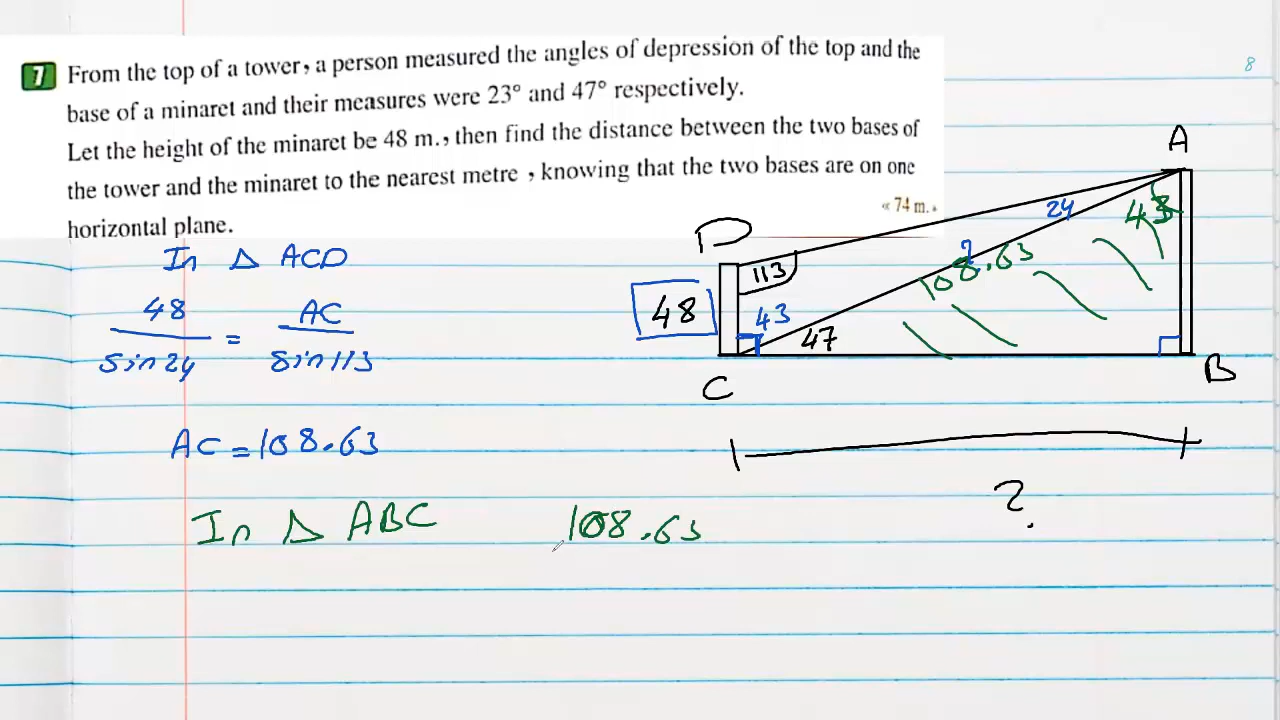 8
7 From the top of a tower, a person measured the angles of depression of the top and the
base of a minaret and their measures were 23° and 47° respectively.
Let the height of the minaret be 48 m., then find the distance between the two bases of
the tower and the minaret to the nearest metre, knowing that the two bases are on one
horizontal plane.
« 74 m. »
A
D
24
43
113
?
108.63
48
43
47
C
B
?
In Δ ACD
48/sin24 = AC/sin113
AC = 108.63
In Δ ABC
108.63